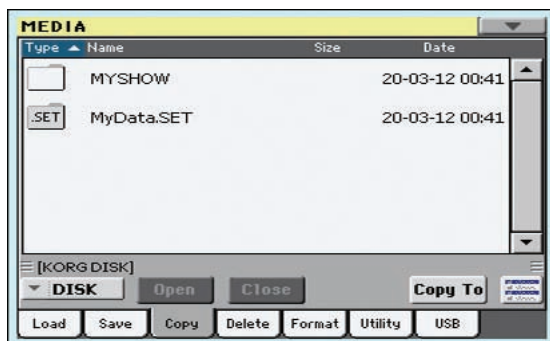 MEDIA
Type Name Size Date
MYSHOW 20-03-12 00:41
.SET MyData.SET 20-03-12 00:41
[KORG DISK]
DISK Open Close Copy To
Load Save Copy Delete Format Utility USB